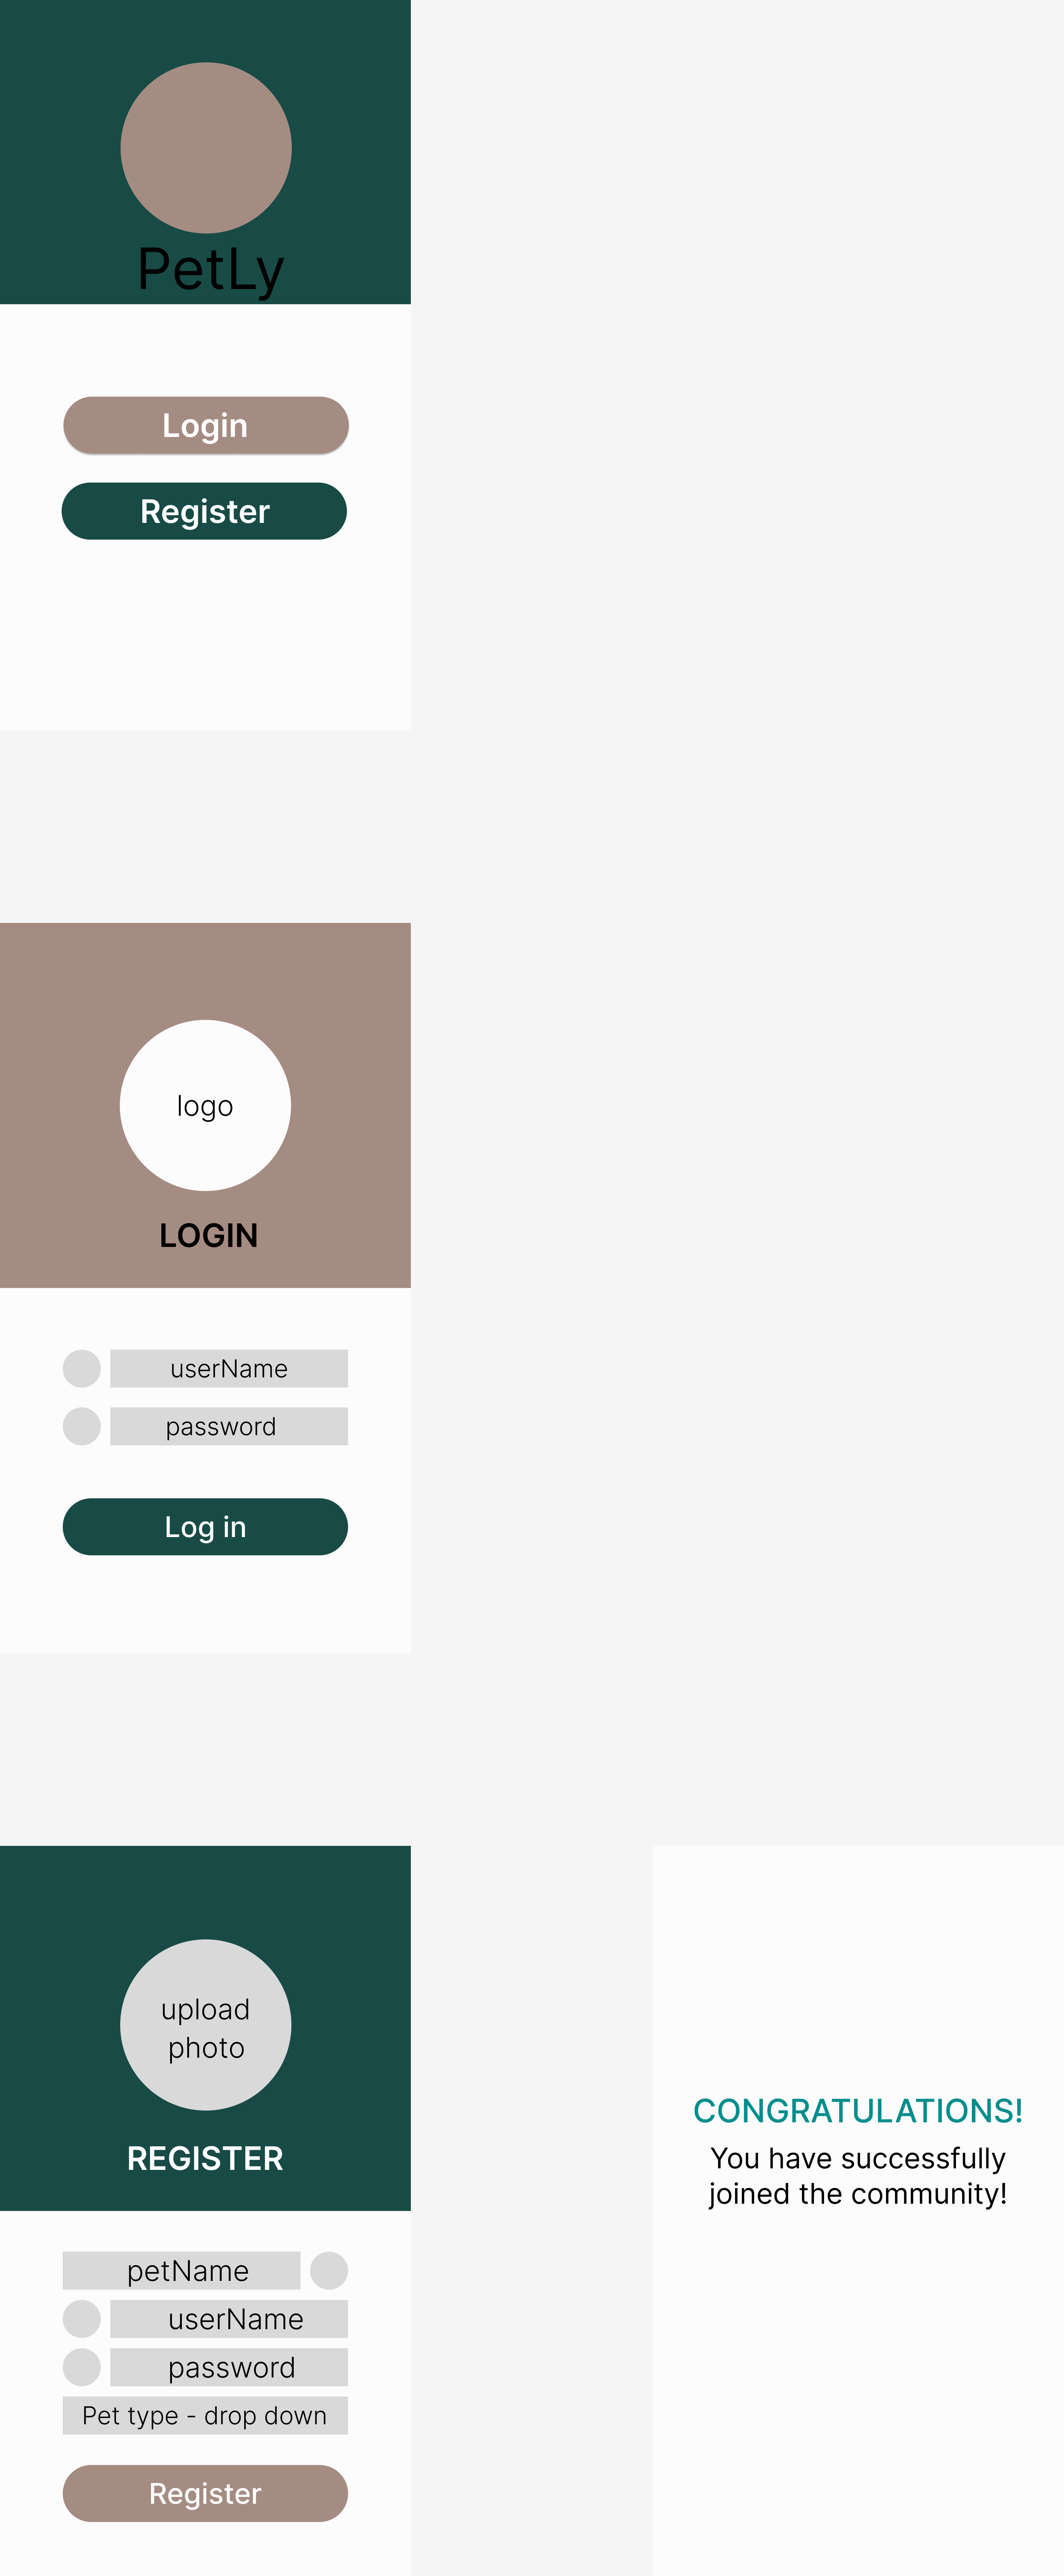 PetLy
Login
Register
logo
LOGIN
userName
password
Log in
upload
photo
REGISTER
petName
userName
password
Pet type - drop down
Register
CONGRATULATIONS!
You have successfully
joined the community!